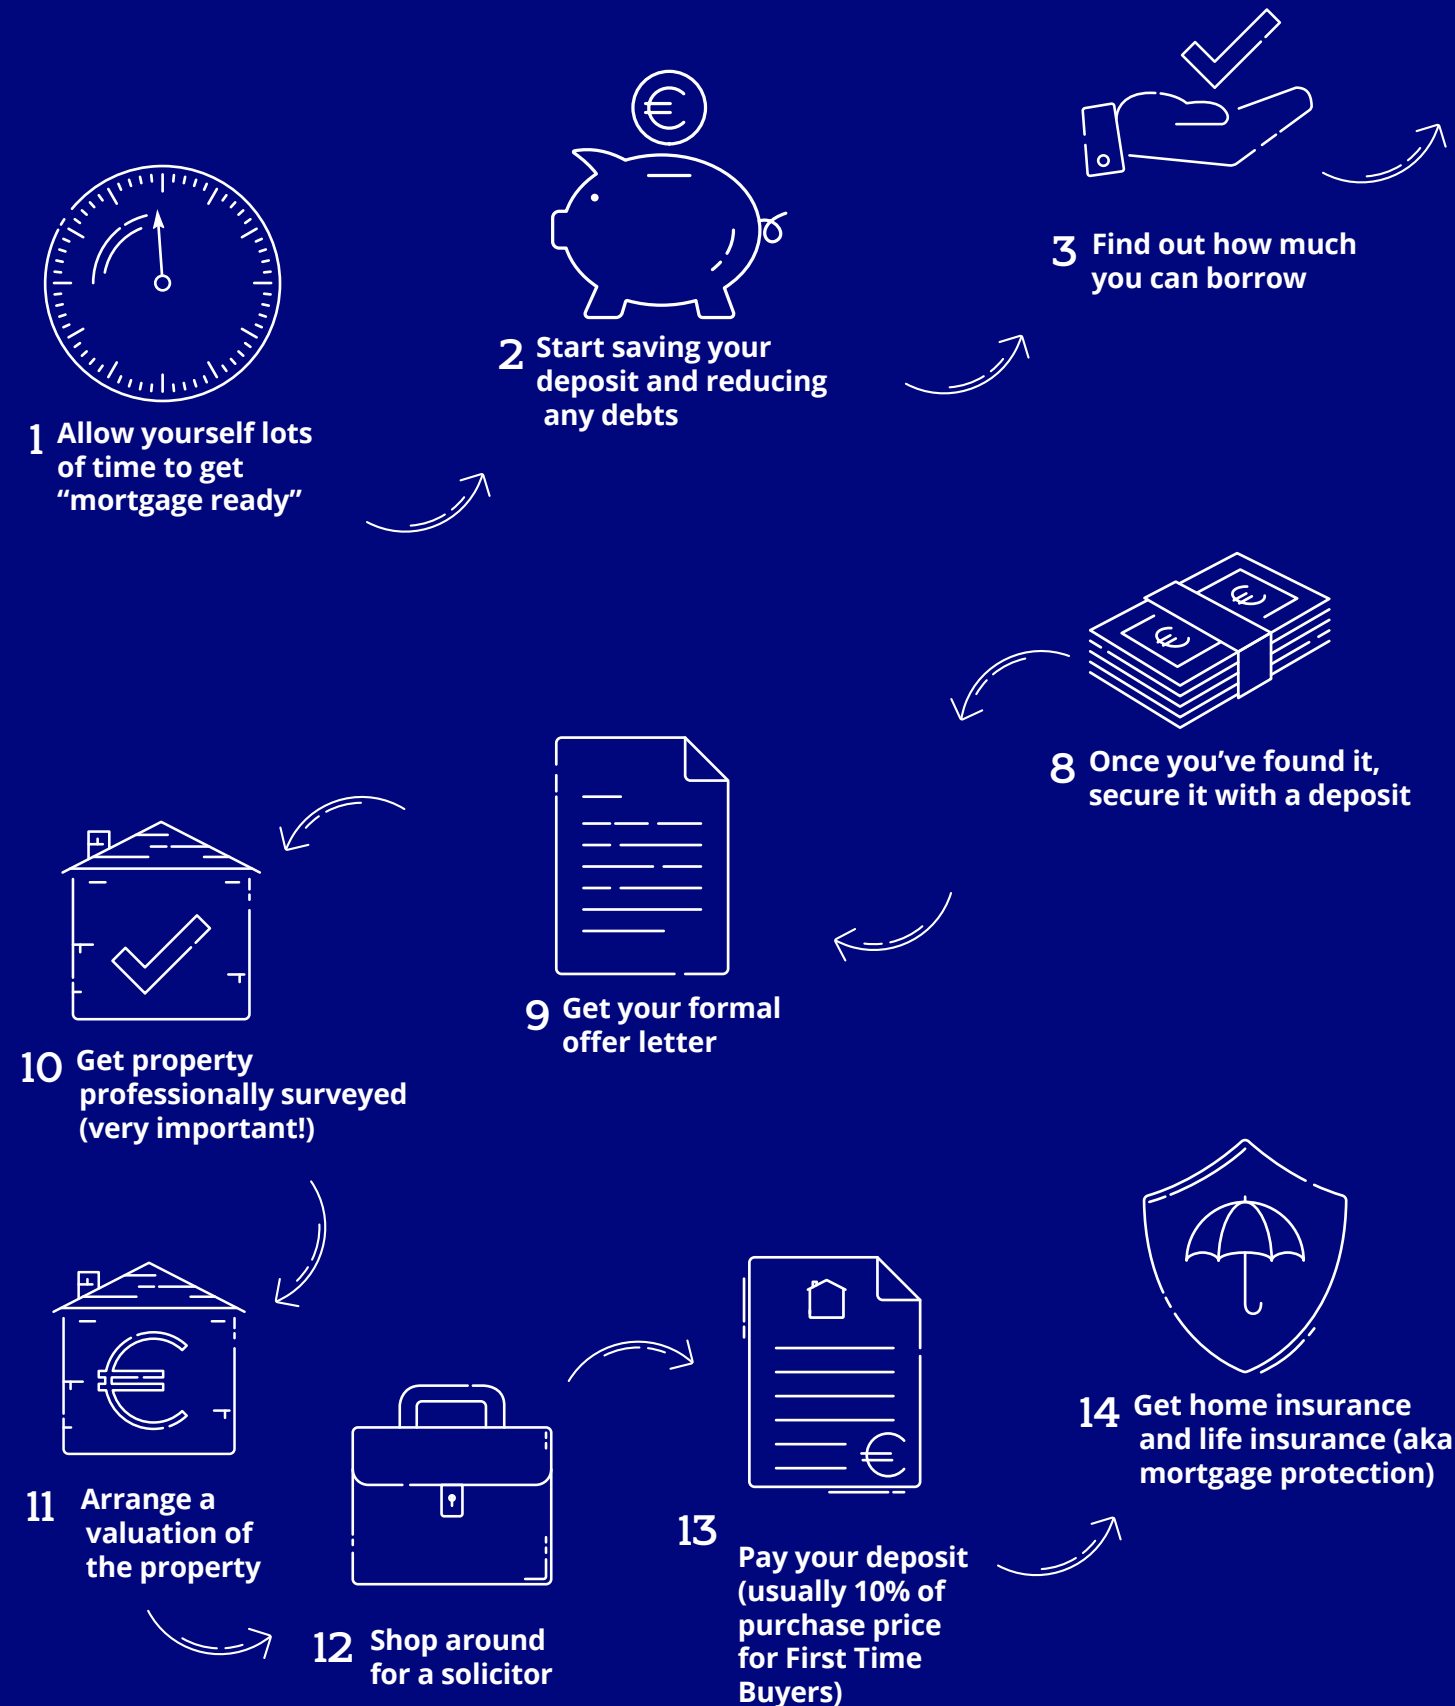 1 Allow yourself lots
of time to get
“mortgage ready”
2 Start saving your
deposit and reducing
any debts
3 Find out how much
you can borrow
8 Once you’ve found it,
secure it with a deposit
9 Get your formal
offer letter
10 Get property
professionally surveyed
(very important!)
11 Arrange a
valuation of
the property
12 Shop around
for a solicitor
13
Pay your deposit
(usually 10% of
purchase price
for First Time
Buyers)
14 Get home insurance
and life insurance (aka
mortgage protection)